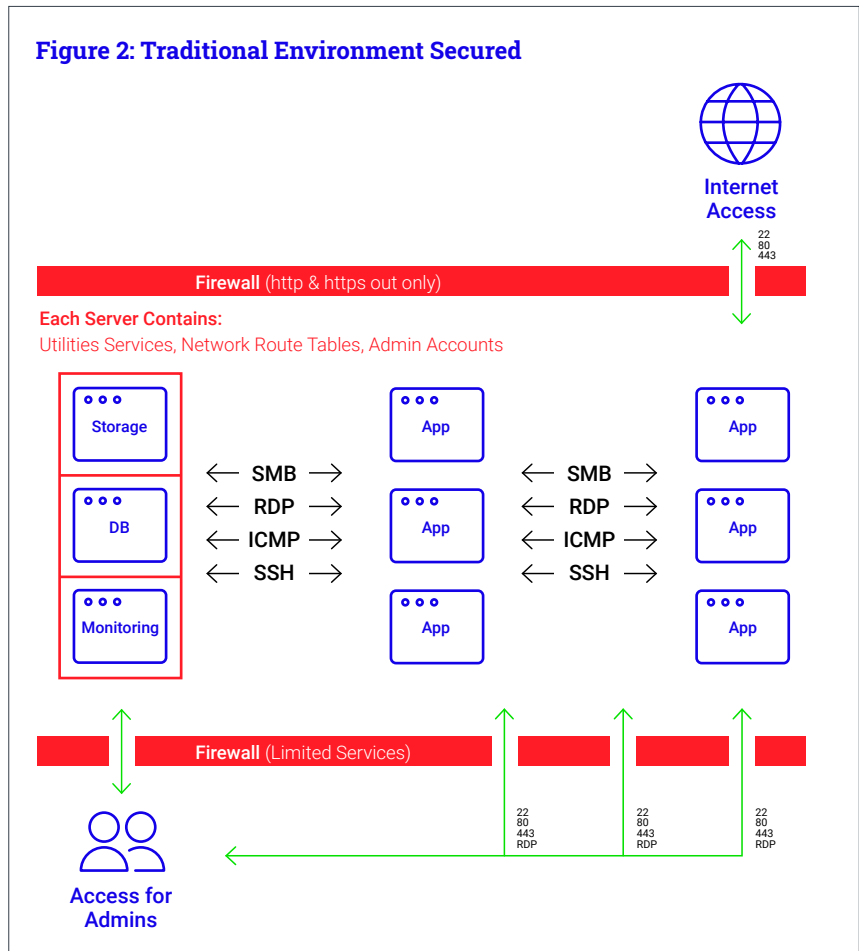 Figure 2: Traditional Environment Secured
Internet
Access
22
80
443
Firewall (http & https out only)
Each Server Contains:
Utilities Services, Network Route Tables, Admin Accounts
Storage
App
App
SMB
SMB
RDP
RDP
DB
App
App
ICMP
ICMP
SSH
SSH
Monitoring
App
App
Firewall (Limited Services)
22
80
443
RDP
22
80
443
RDP
22
80
443
RDP
Access for
Admins